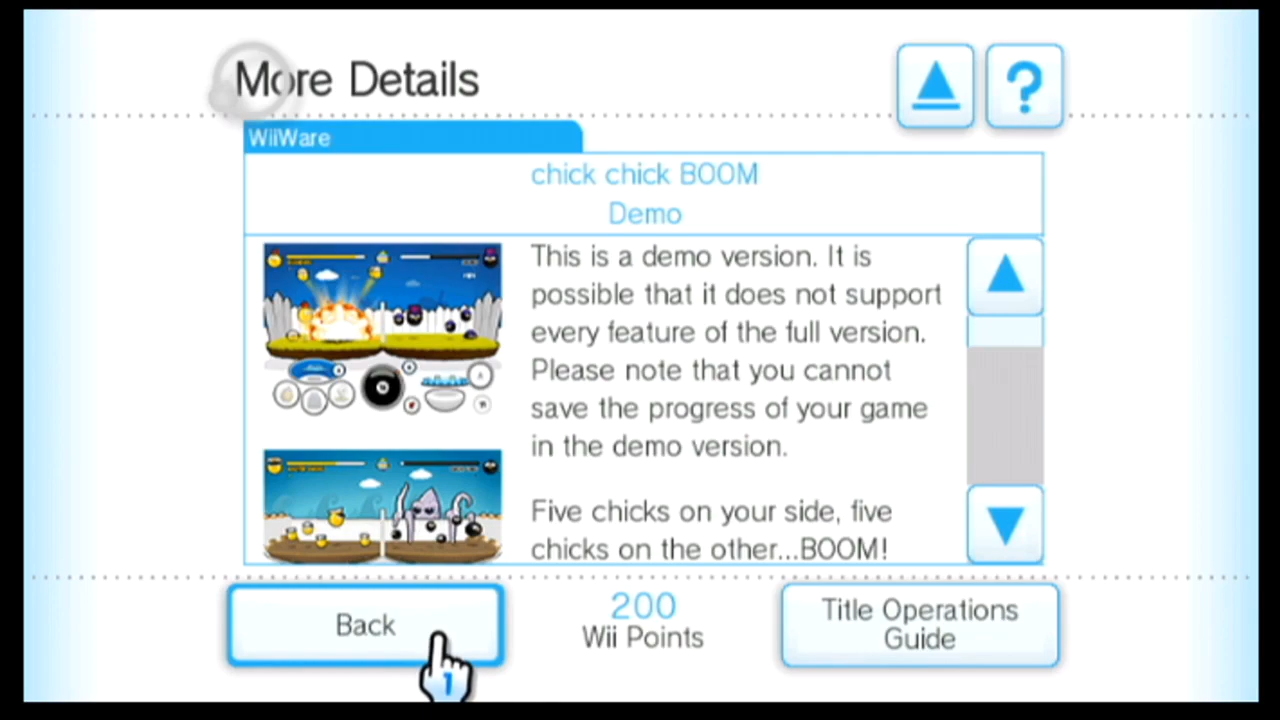 More Details
?
WiiWare
chick chick BOOM
Demo
This is a demo version. It is
possible that it does not support
every feature of the full version.
Please note that you cannot
save the progress of your game
in the demo version.
Five chicks on your side, five
chicks on the other...BOOM!
Back
1
200
Wii Points
Title Operations
Guide